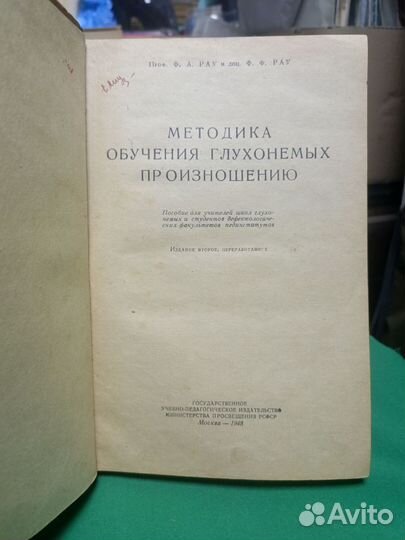 Проф. Ф. А. РАУ и доц. Ф. Ф. РАУ
МЕТОДИКА
ОБУЧЕНИЯ ГЛУХОНЕМЫХ
ПРОИЗНОШЕНИЮ
Пособие для учителей школ глухо-
немых и студентов дефектологиче-
ских факультетов пединститутов
ИЗДАНИЕ ВТОРОЕ, ПЕРЕРАБОТАННОЕ
ГОСУДАРСТВЕННОЕ
УЧЕБНО-ПЕДАГОГИЧЕСКОЕ ИЗДАТЕЛЬСТВО
МИНИСТЕРСТВА ПРОСВЕЩЕНИЯ РСФСР
Москва — 1948
Avito